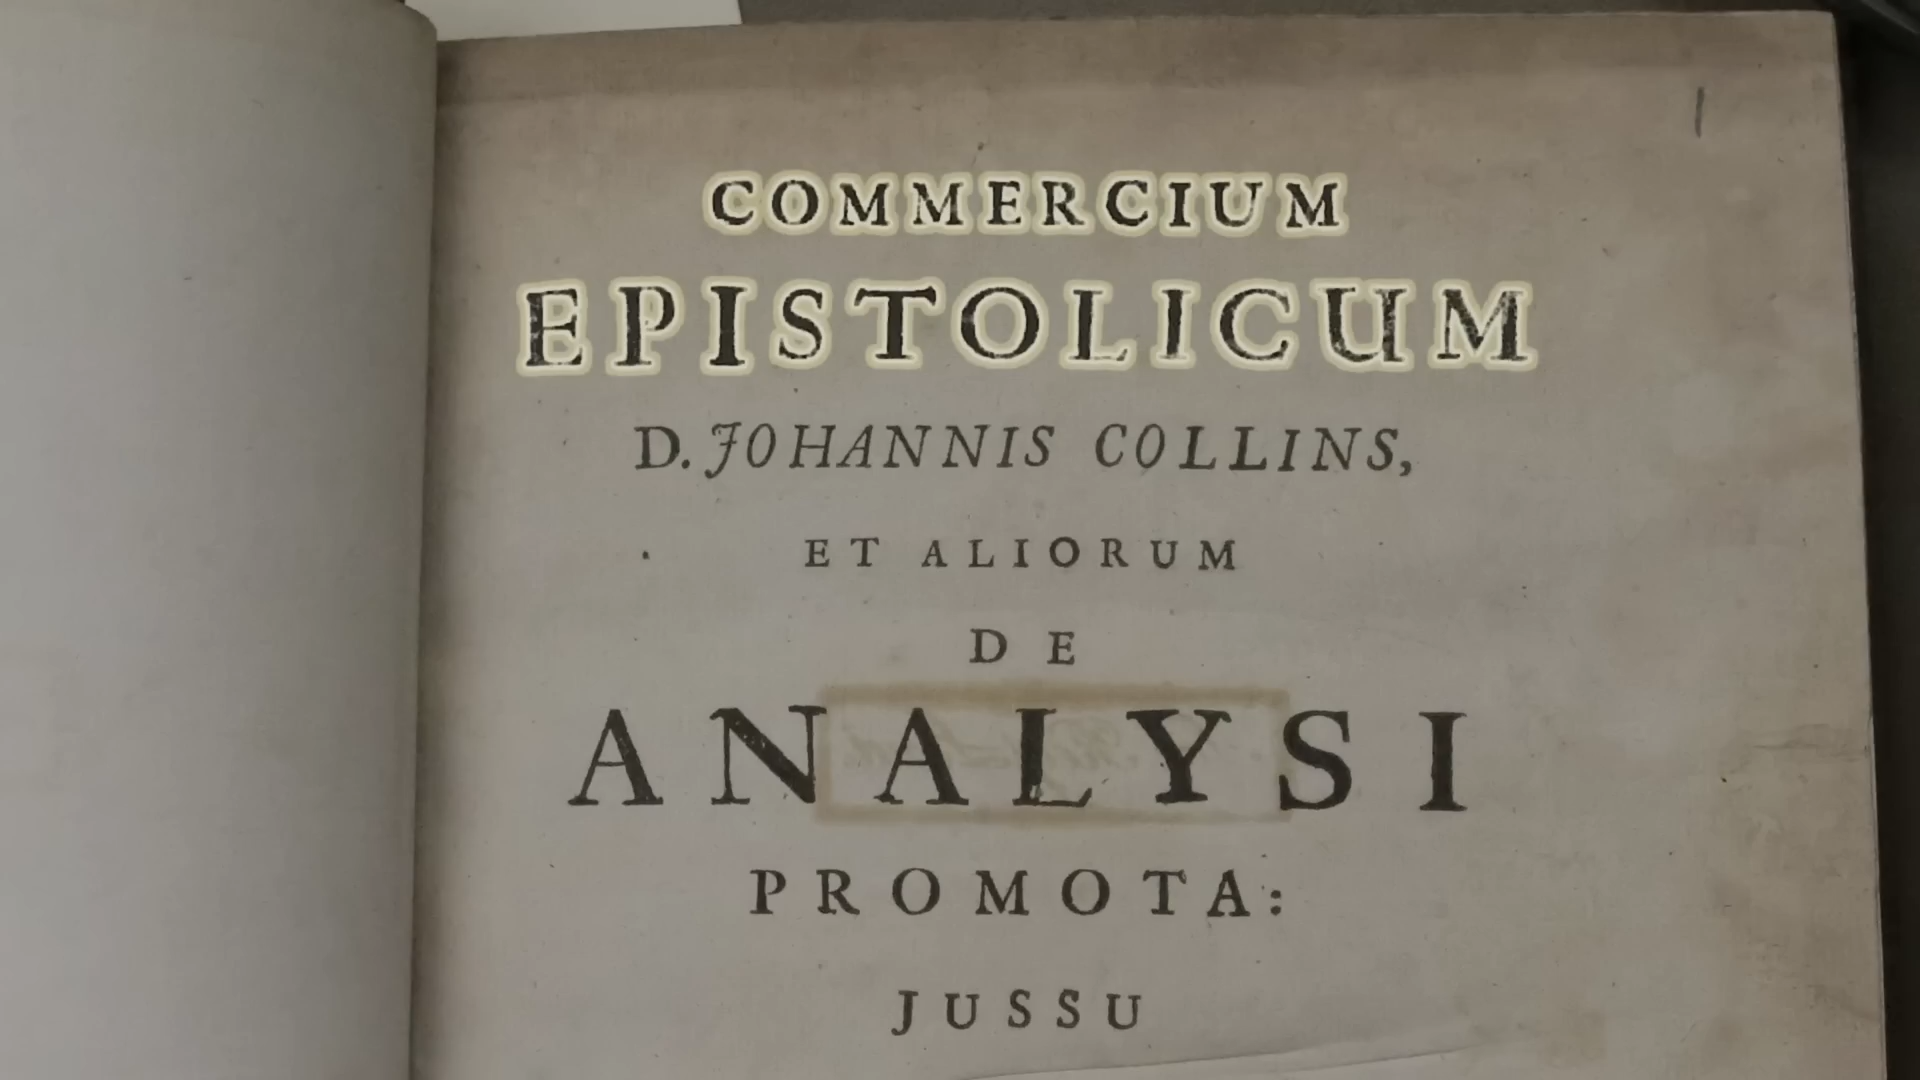 COMMERCIUM
EPISTOLICUM
D. JOHANNIS COLLINS,
ET ALIORUM
DE
ANALYSI
PROMOTA:
JUSSU